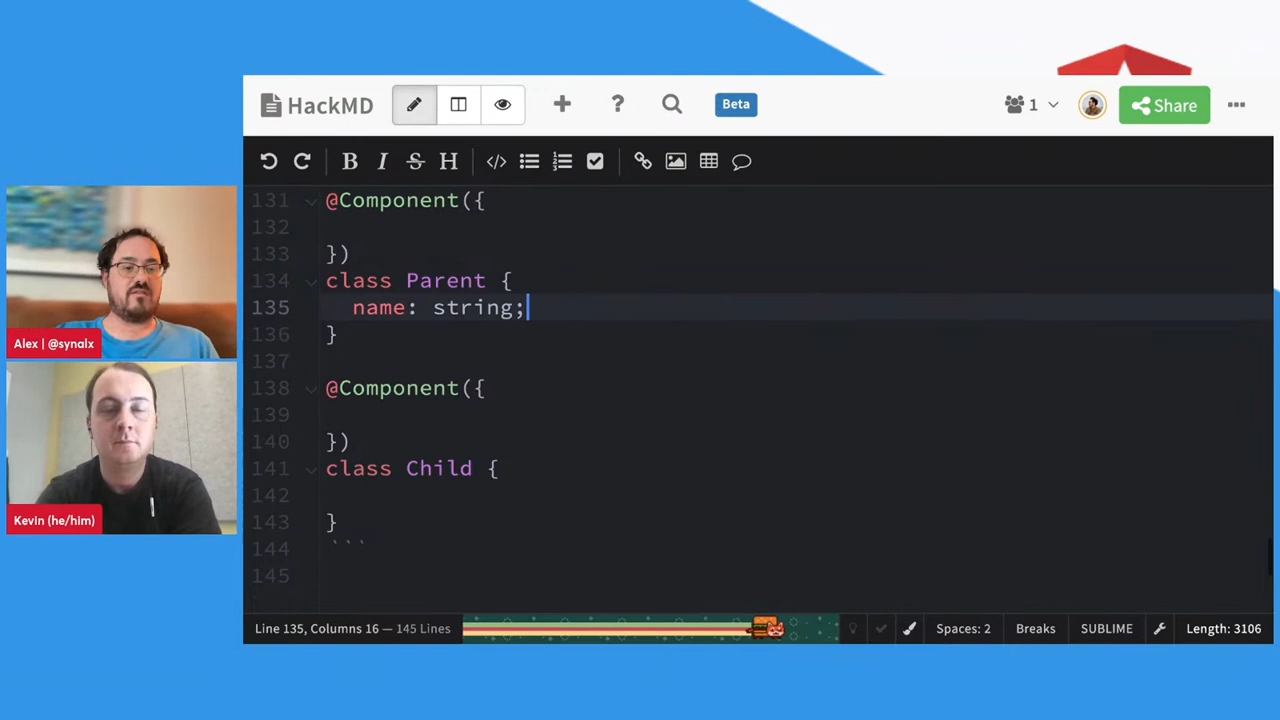 HackMD
Beta
1
Share
131 @Component({
132
133 })
134 class Parent {
135 name: string;
136 }
137
138 @Component({
139
140 })
141 class Child {
142
143 }
144 ```
145
Alex | @synalx
Kevin (he/him)
Line 135, Columns 16 — 145 Lines
Spaces: 2
Breaks
SUBLIME
Length: 3106